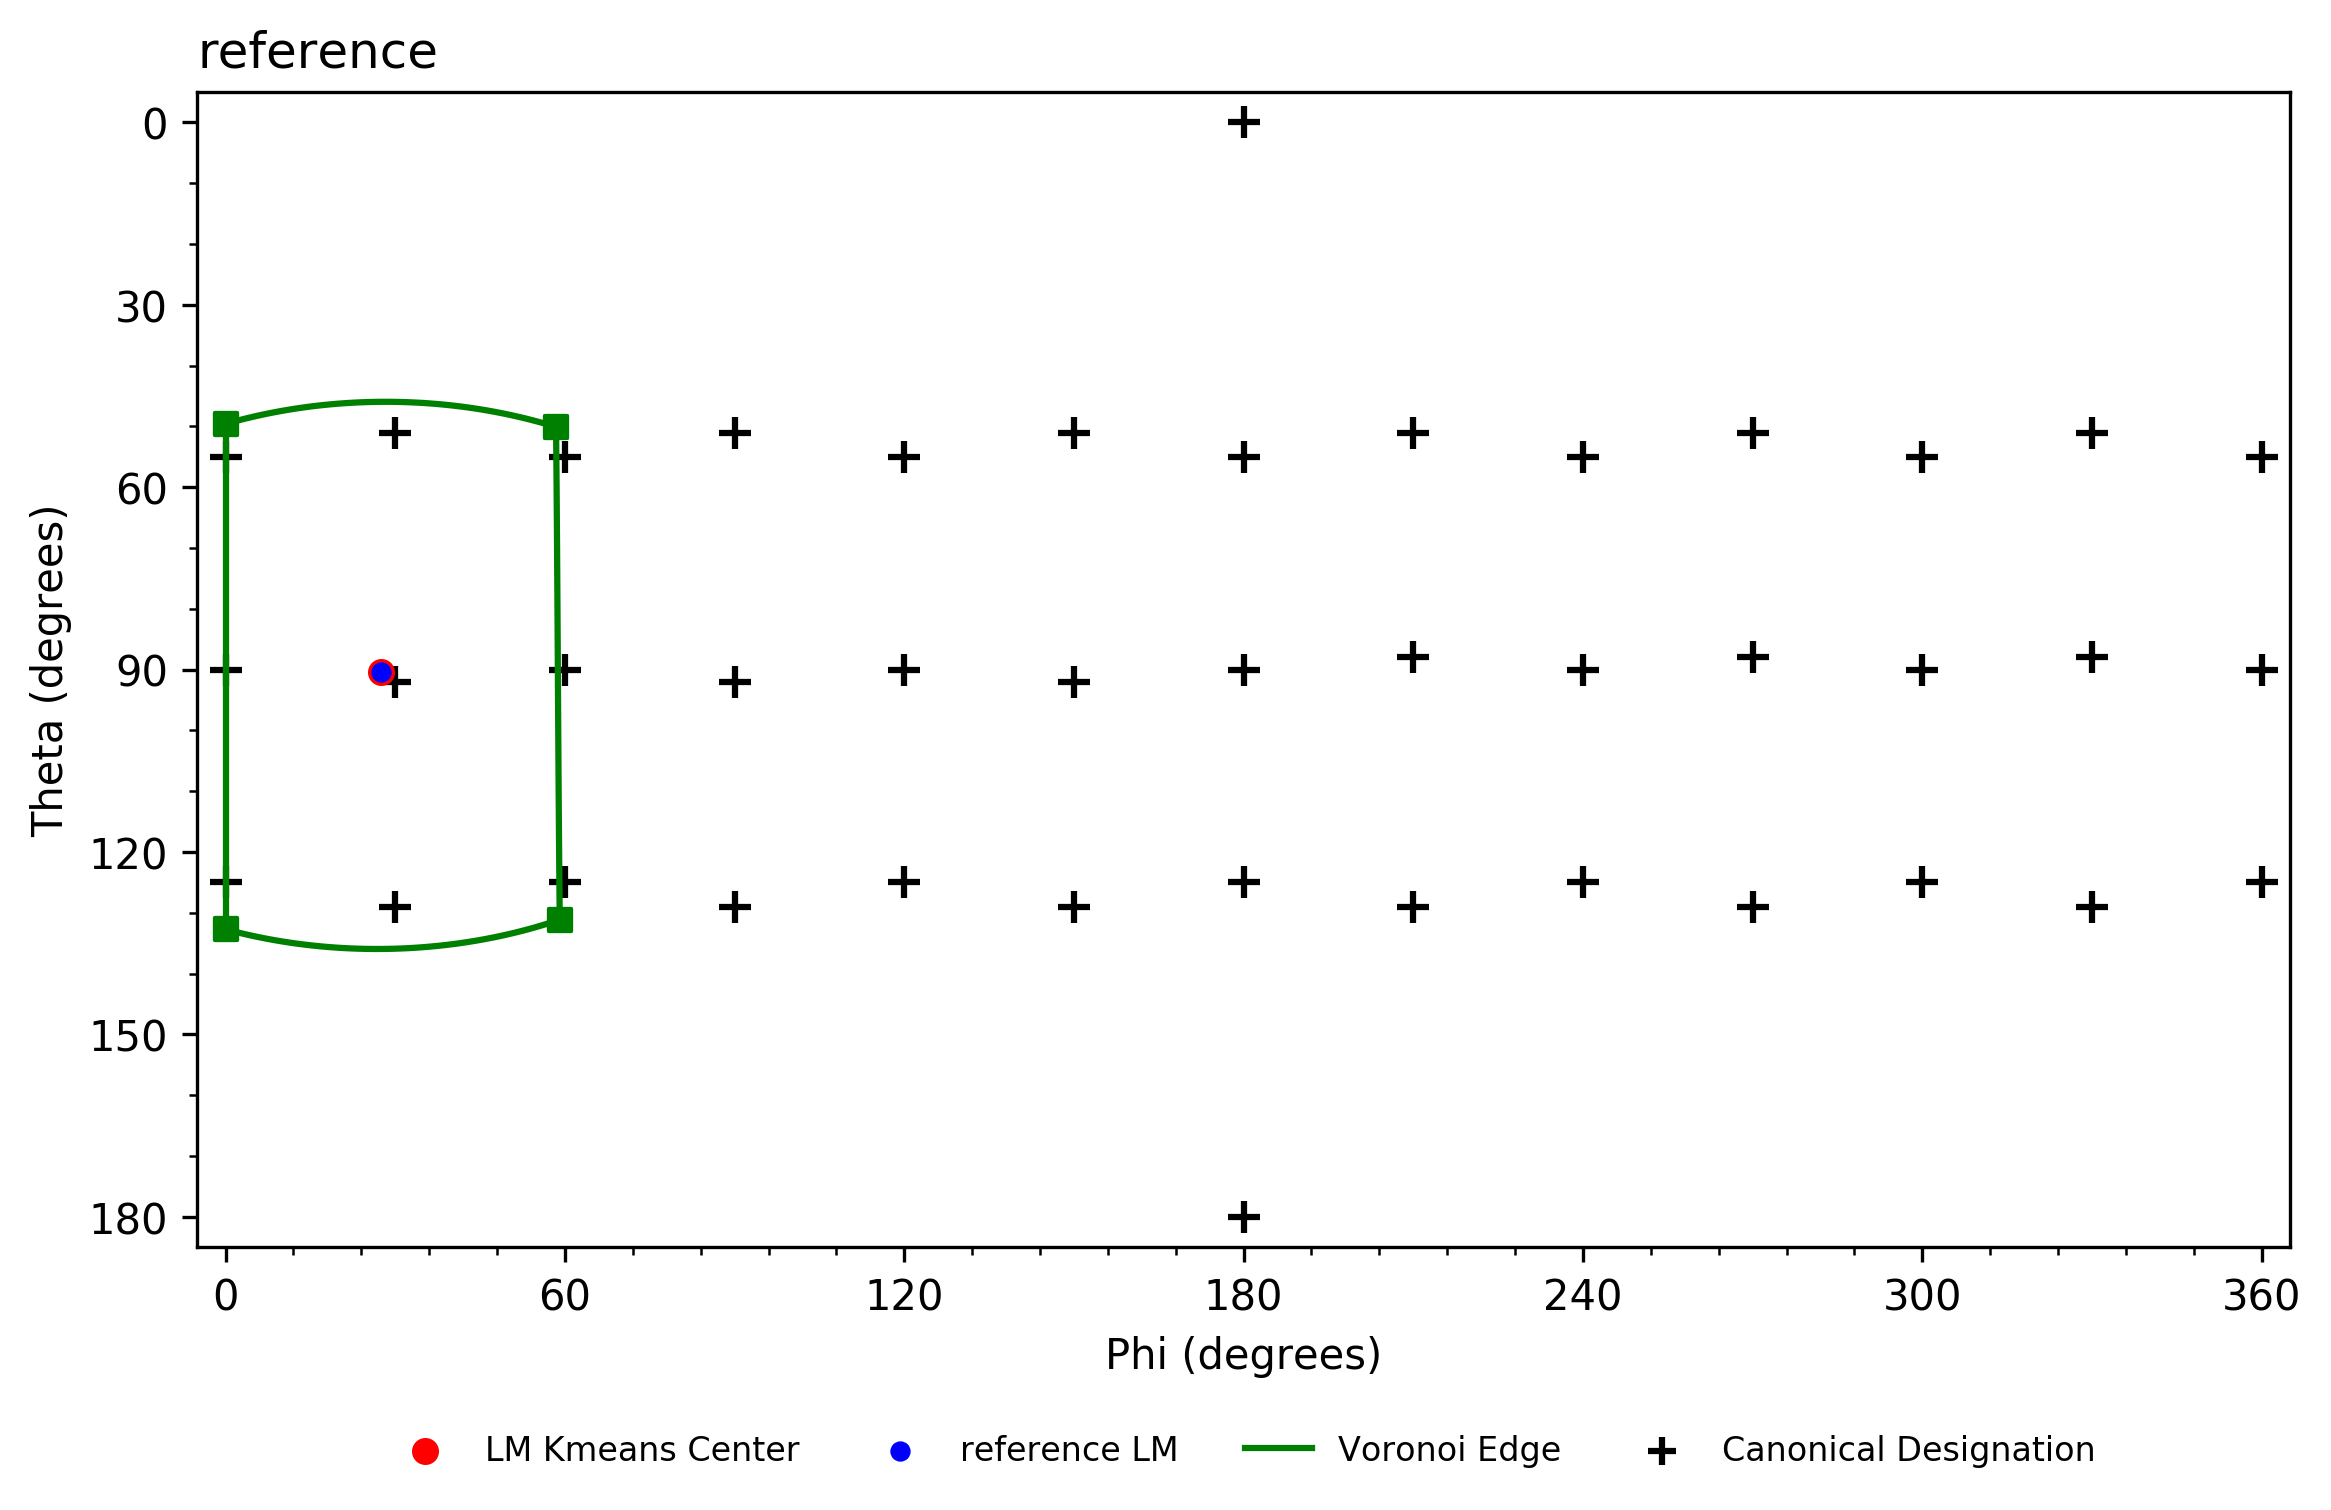 reference
0
30
60
90
120
150
180
Theta (degrees)
0 60 120 180 240 300 360
Phi (degrees)
LM Kmeans Center reference LM Voronoi Edge Canonical Designation